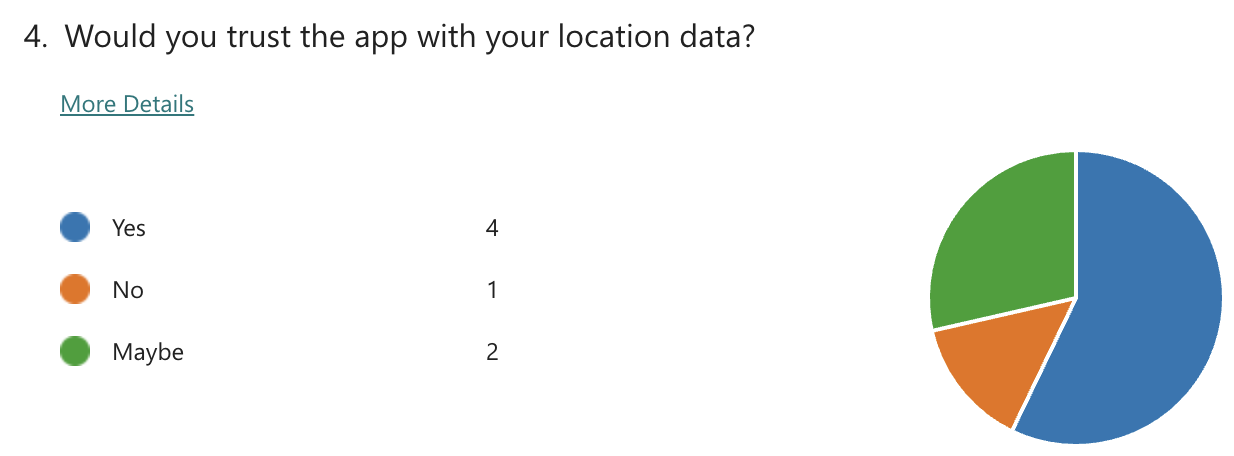 4. Would you trust the app with your location data?
More Details
Yes 4
No 1
Maybe 2